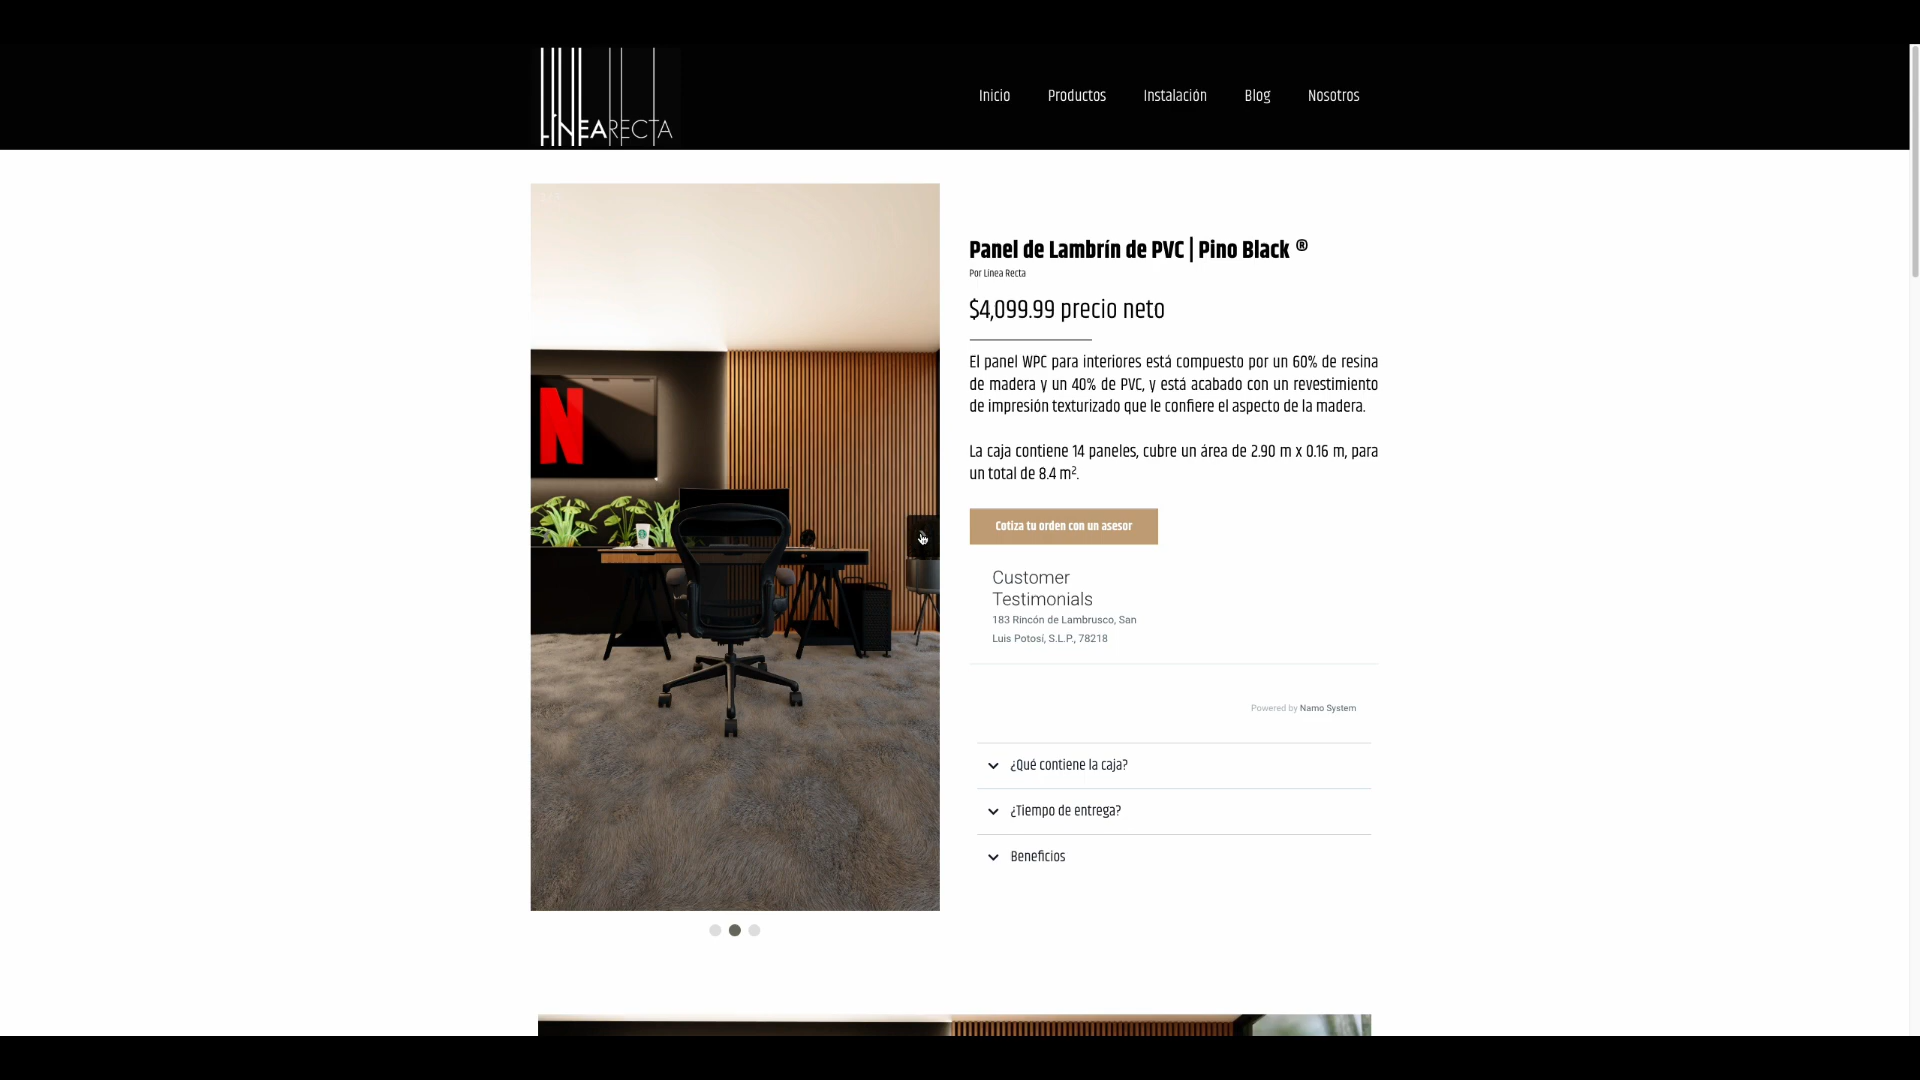 LÍNEARECTA
Inicio
Productos
Instalación
Blog
Nosotros
N
Panel de Lambrín de PVC | Pino Black ®
Por Línea Recta
$4,099.99 precio neto
El panel WPC para interiores está compuesto por un 60% de resina
de madera y un 40% de PVC, y está acabado con un revestimiento
de impresión texturizado que le confiere el aspecto de la madera.
La caja contiene 14 paneles, cubre un área de 2.90 m x 0.16 m, para
un total de 8.4 m².
Cotiza tu orden con un asesor
Customer
Testimonials
183 Rincón de Lambrusco, San
Luis Potosí, S.L.P., 78218
Powered by Namo System
¿Qué contiene la caja?
¿Tiempo de entrega?
Beneficios